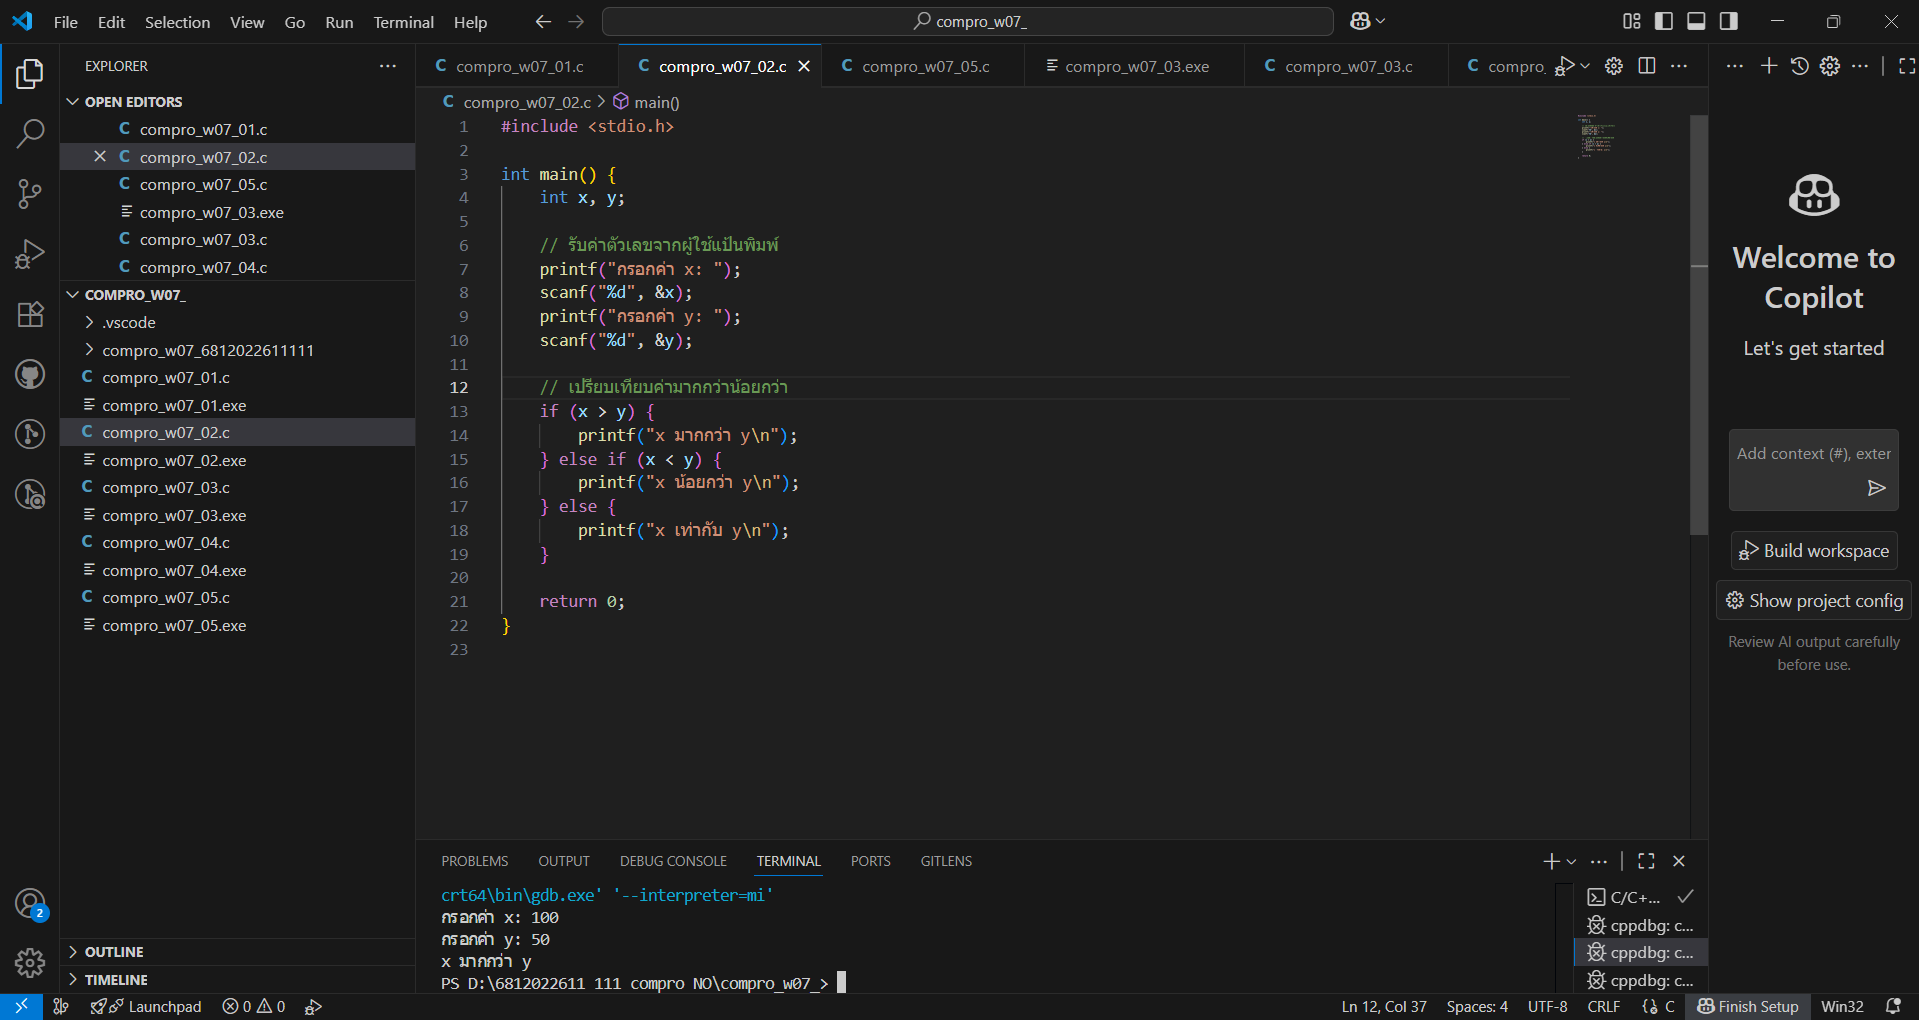 File Edit Selection View Go Run Terminal Help
compro_w07_
EXPLORER
OPEN EDITORS
compro_w07_01.c
compro_w07_02.c
compro_w07_05.c
compro_w07_03.exe
compro_w07_03.c
compro_w07_04.c
COMPRO_W07_
.vscode
compro_w07_6812022611111
compro_w07_01.c
compro_w07_01.exe
compro_w07_02.c
compro_w07_02.exe
compro_w07_03.c
compro_w07_03.exe
compro_w07_04.c
compro_w07_04.exe
compro_w07_05.c
compro_w07_05.exe
OUTLINE
TIMELINE
compro_w07_01.c compro_w07_02.c compro_w07_05.c compro_w07_03.exe compro_w07_03.c compro_
compro_w07_02.c > main()
1 #include <stdio.h>
2
3 int main() {
4 int x, y;
5
6 // รับค่าตัวเลขจากผู้ใช้แป้นพิมพ์
7 printf("กรอกค่า x: ");
8 scanf("%d", &x);
9 printf("กรอกค่า y: ");
10 scanf("%d", &y);
11
12 // เปรียบเทียบค่ามากกว่าน้อยกว่า
13 if (x > y) {
14 printf("x มากกว่า y\n");
15 } else if (x < y) {
16 printf("x น้อยกว่า y\n");
17 } else {
18 printf("x เท่ากับ y\n");
19 }
20
21 return 0;
22 }
23
PROBLEMS OUTPUT DEBUG CONSOLE TERMINAL PORTS GITLENS
crt64\bin\gdb.exe' '--interpreter=mi'
กรอกค่า x: 100
กรอกค่า y: 50
x มากกว่า y
PS D:\6812022611 111 compro NO\compro_w07_>
C/C+...
cppdbg: c...
cppdbg: c...
cppdbg: c...
Welcome to
Copilot
Let's get started
Add context (#), exter
Build workspace
Show project config
Review AI output carefully
before use.
2
Launchpad 0 0 Ln 12, Col 37 Spaces: 4 UTF-8 CRLF C Finish Setup Win32